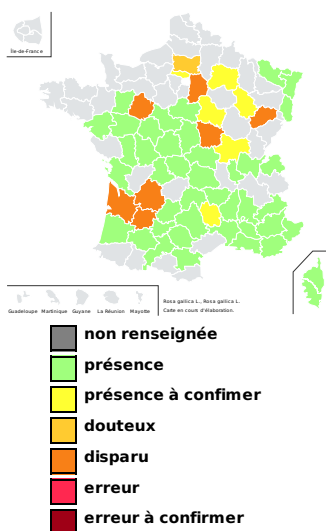 Île-de-France
Guadeloupe Martinique Guyane La Réunion Mayotte
Rosa gallica L., Rosa gallica L.
Carte en cours d'élaboration.
non renseignée
présence
présence à confimer
douteux
disparu
erreur
erreur à confirmer